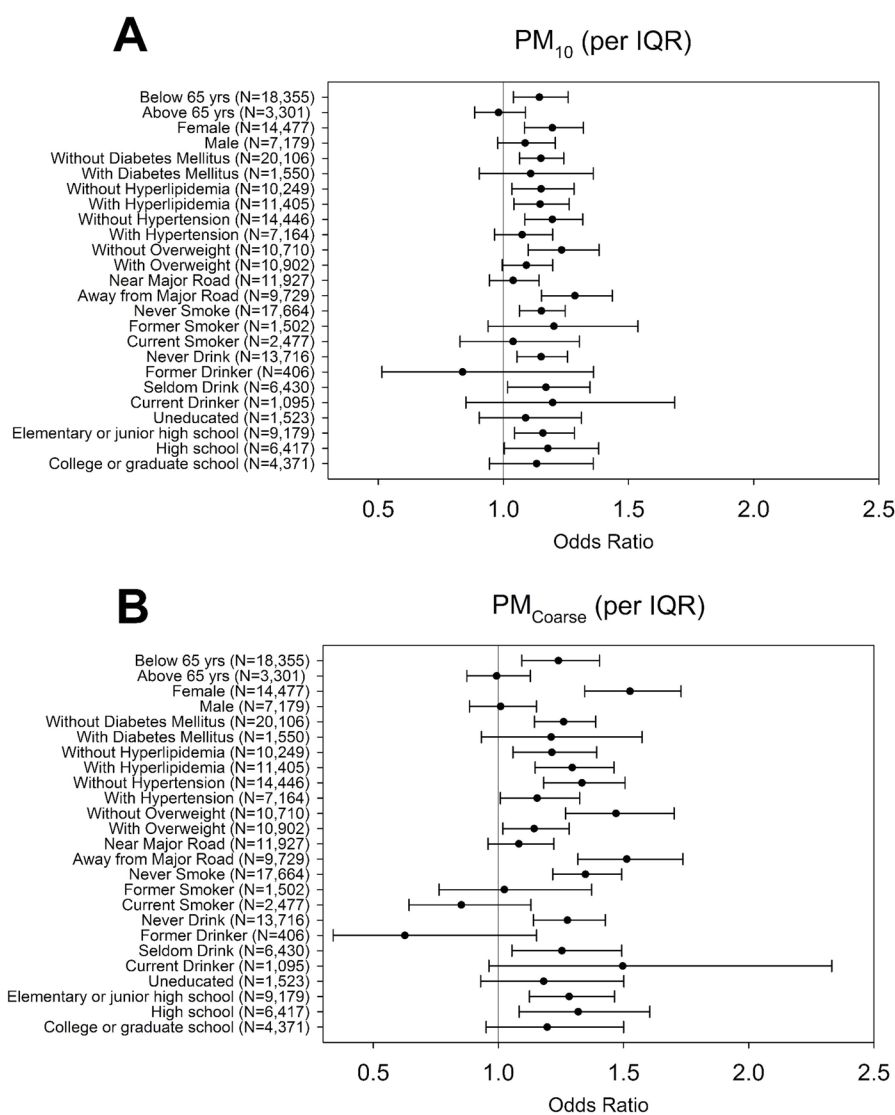 A
PM10 (per IQR)
Below 65 yrs (N=18,355)
Above 65 yrs (N=3,301)
Female (N=14,477)
Male (N=7,179)
Without Diabetes Mellitus (N=20,106)
With Diabetes Mellitus (N=1,550)
Without Hyperlipidemia (N=10,249)
With Hyperlipidemia (N=11,405)
Without Hypertension (N=14,446)
With Hypertension (N=7,164)
Without Overweight (N=10,710)
With Overweight (N=10,902)
Near Major Road (N=11,927)
Away from Major Road (N=9,729)
Never Smoke (N=17,664)
Former Smoker (N=1,502)
Current Smoker (N=2,477)
Never Drink (N=13,716)
Former Drinker (N=406)
Seldom Drink (N=6,430)
Current Drinker (N=1,095)
Uneducated (N=1,523)
Elementary or junior high school (N=9,179)
High school (N=6,417)
College or graduate school (N=4,371)
0.5 1.0 1.5 2.0 2.5
Odds Ratio
B
PMCoarse (per IQR)
Below 65 yrs (N=18,355)
Above 65 yrs (N=3,301)
Female (N=14,477)
Male (N=7,179)
Without Diabetes Mellitus (N=20,106)
With Diabetes Mellitus (N=1,550)
Without Hyperlipidemia (N=10,249)
With Hyperlipidemia (N=11,405)
Without Hypertension (N=14,446)
With Hypertension (N=7,164)
Without Overweight (N=10,710)
With Overweight (N=10,902)
Near Major Road (N=11,927)
Away from Major Road (N=9,729)
Never Smoke (N=17,664)
Former Smoker (N=1,502)
Current Smoker (N=2,477)
Never Drink (N=13,716)
Former Drinker (N=406)
Seldom Drink (N=6,430)
Current Drinker (N=1,095)
Uneducated (N=1,523)
Elementary or junior high school (N=9,179)
High school (N=6,417)
College or graduate school (N=4,371)
0.5 1.0 1.5 2.0 2.5
Odds Ratio